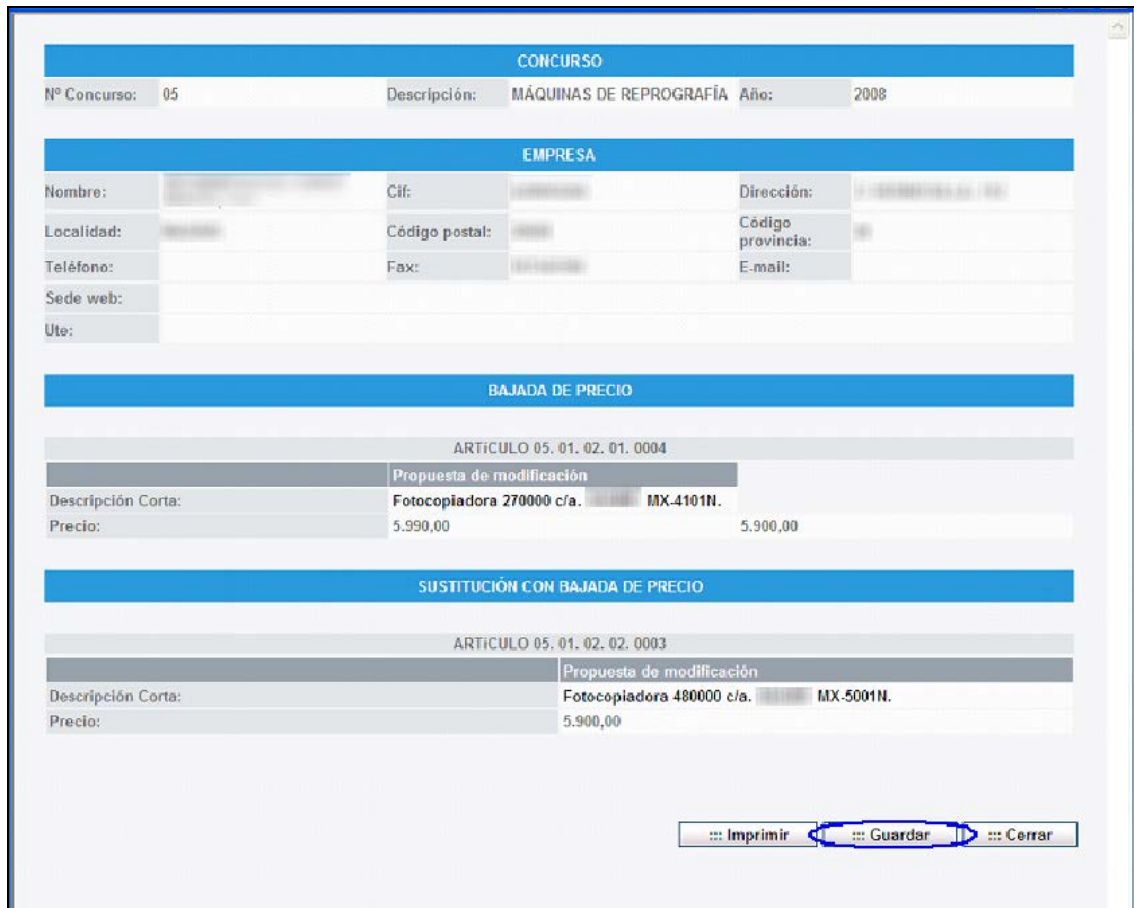 CONCURSO
Nº Concurso: 05 Descripción: MÁQUINAS DE REPROGRAFÍA Año: 2008
EMPRESA
Nombre: Cif: Dirección:
Localidad: Código postal: Código provincia:
Teléfono: Fax: E-mail:
Sede web:
Ute:
BAJADA DE PRECIO
ARTíCULO 05. 01. 02. 01. 0004
Propuesta de modificación
Descripción Corta: Fotocopiadora 270000 c/a. MX-4101N.
Precio: 5.990,00 5.900,00
SUSTITUCIÓN CON BAJADA DE PRECIO
ARTíCULO 05. 01. 02. 02. 0003
Propuesta de modificación
Descripción Corta: Fotocopiadora 480000 c/a. MX-5001N.
Precio: 5.900,00
::: Imprimir ::: Guardar ::: Cerrar